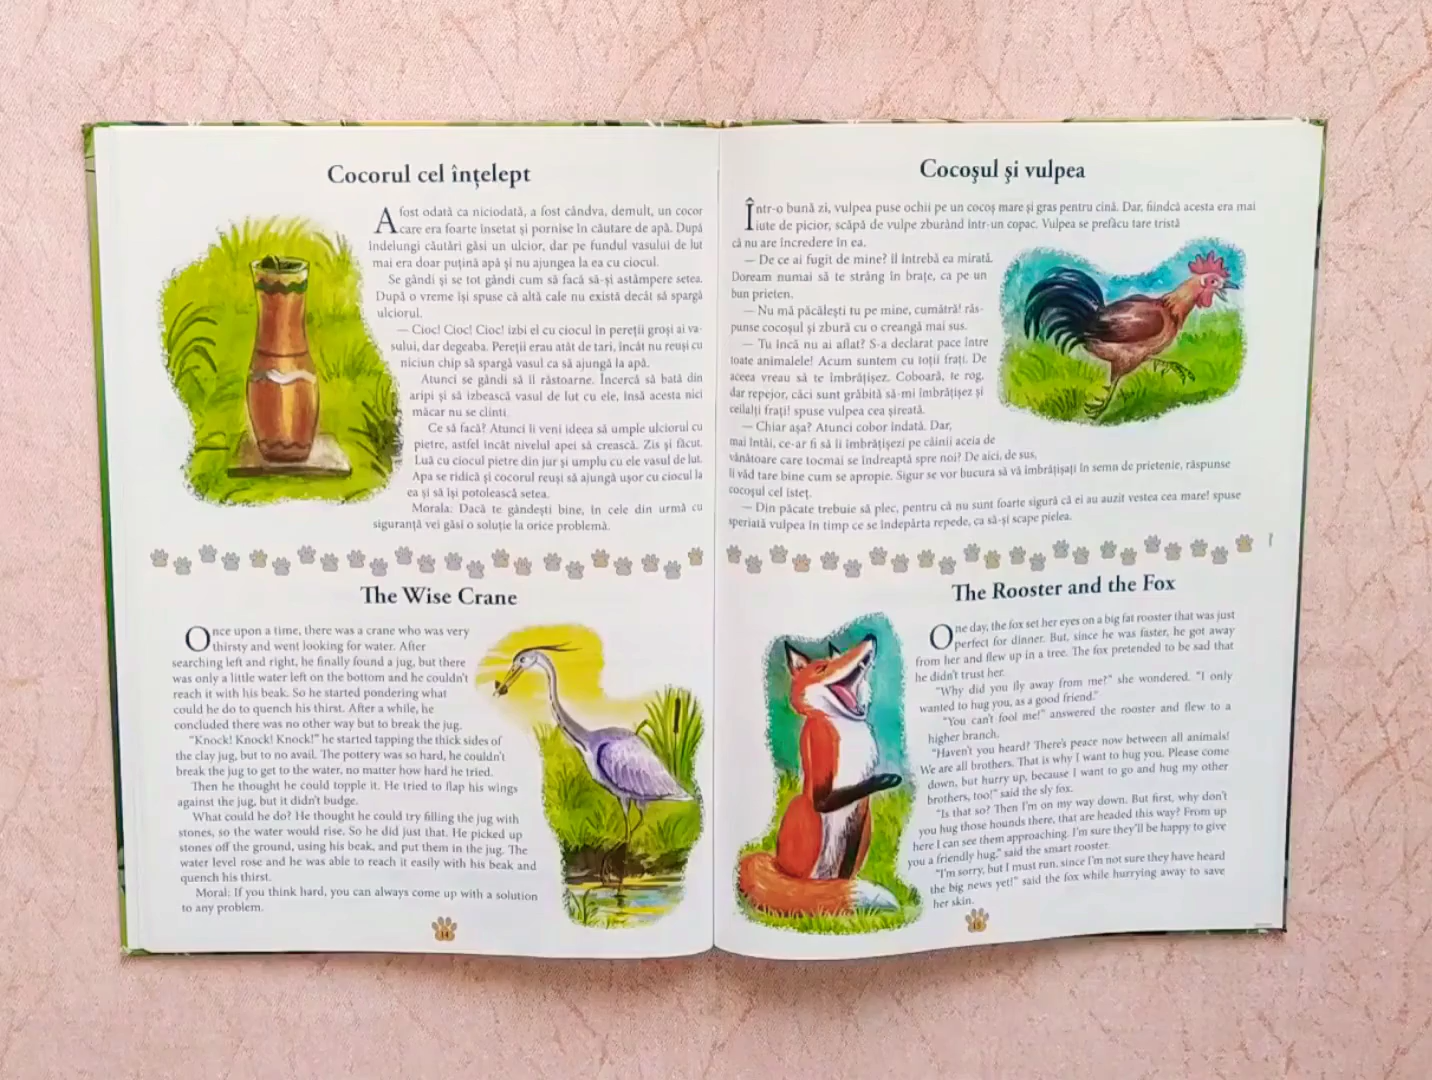 Cocorul cel înțelept
A fost odată ca niciodată, a fost cândva, demult, un cocor
care era foarte însetat și pornise în căutare de apă. După
îndelungi căutări găsi un ulcior, dar pe fundul vasului de lut
mai era doar puțină apă și nu ajungea la ea cu ciocul.
Se gândi și se tot gândi cum să facă să-și astâmpere setea.
După o vreme își spuse că altă cale nu există decât să spargă
ulciorul.
— Cioc! Cioc! Cioc! izbi el cu ciocul în pereții groși ai va-
sului, dar degeaba. Pereții erau atât de tari, încât nu reuși cu
niciun chip să spargă vasul ca să ajungă la apă.
Atunci se gândi să îl răstoarne. Încercă să bată din
aripi și să izbească vasul de lut cu ele, însă acesta nici
măcar nu se clinti.
Ce să facă? Atunci îi veni ideea să umple ulciorul cu
pietre, astfel încât nivelul apei să crească. Zis și făcut.
Luă cu ciocul pietre din jur și umplu cu ele vasul de lut.
Apa se ridică și cocorul reuși să ajungă ușor cu ciocul la
ea și să își potolească setea.
Morala: Dacă te gândești bine, în cele din urmă cu
siguranță vei găsi o soluție la orice problemă.
The Wise Crane
Once upon a time, there was a crane who was very
thirsty and went looking for water. After
searching left and right, he finally found a jug, but there
was only a little water left on the bottom and he couldn't
reach it with his beak. So he started pondering what
could he do to quench his thirst. After a while, he
concluded there was no other way but to break the jug.
"Knock! Knock! Knock!" he started tapping the thick sides of
the clay jug, but to no avail. The pottery was so hard, he couldn't
break the jug to get to the water, no matter how hard he tried.
Then he thought he could topple it. He tried to flap his wings
against the jug, but it didn't budge.
What could he do? He thought he could try filling the jug with
stones, so the water would rise. So he did just that. He picked up
stones off the ground, using his beak, and put them in the jug. The
water level rose and he was able to reach it easily with his beak and
quench his thirst.
Moral: If you think hard, you can always come up with a solution
to any problem.
14
Cocoşul şi vulpea
Într-o bună zi, vulpea puse ochii pe un cocoș mare și gras pentru cină. Dar, fiindcă acesta era mai
iute de picior, scăpă de vulpe zburând într-un copac. Vulpea se prefăcu tare tristă
că nu are încredere în ea.
— De ce ai fugit de mine? îl întrebă ea mirată.
Doream numai să te strâng în brațe, ca pe un
bun prieten.
— Nu mă păcălești tu pe mine, cumătră! răs-
punse cocoșul și zbură cu o creangă mai sus.
— Tu încă nu ai aflat? S-a declarat pace între
toate animalele! Acum suntem cu toții frați. De
aceea vreau să te îmbrățișez. Coboară, te rog,
dar repejor, căci sunt grăbită să-mi îmbrățișez și
ceilalți frați! spuse vulpea cea șireată.
— Chiar așa? Atunci cobor îndată. Dar,
mai întâi, ce-ar fi să îi îmbrățișezi pe câinii aceia de
vânătoare care tocmai se îndreaptă spre noi? De aici, de sus,
îi văd tare bine cum se apropie. Sigur se vor bucura să vă îmbrățișați în semn de prietenie, răspunse
cocoșul cel isteț.
— Din păcate trebuie să plec, pentru că nu sunt foarte sigură că ei au auzit vestea cea mare! spuse
speriată vulpea în timp ce se îndepărta repede, ca să-și scape pielea.
The Rooster and the Fox
One day, the fox set her eyes on a big fat rooster that was just
perfect for dinner. But, since he was faster, he got away
from her and flew up in a tree. The fox pretended to be sad that
he didn't trust her.
"Why did you fly away from me?" she wondered. "I only
wanted to hug you, as a good friend."
"You can't fool me!" answered the rooster and flew to a
higher branch.
"Haven't you heard? There's peace now between all animals!
We are all brothers. That is why I want to hug you. Please come
down, but hurry up, because I want to go and hug my other
brothers, too!" said the sly fox.
"Is that so? Then I'm on my way down. But first, why don't
you hug those hounds there, that are headed this way? From up
here I can see them approaching. I'm sure they'll be happy to give
you a friendly hug," said the smart rooster.
"I'm sorry, but I must run, since I'm not sure they have heard
the big news yet!" said the fox while hurrying away to save
her skin.
15